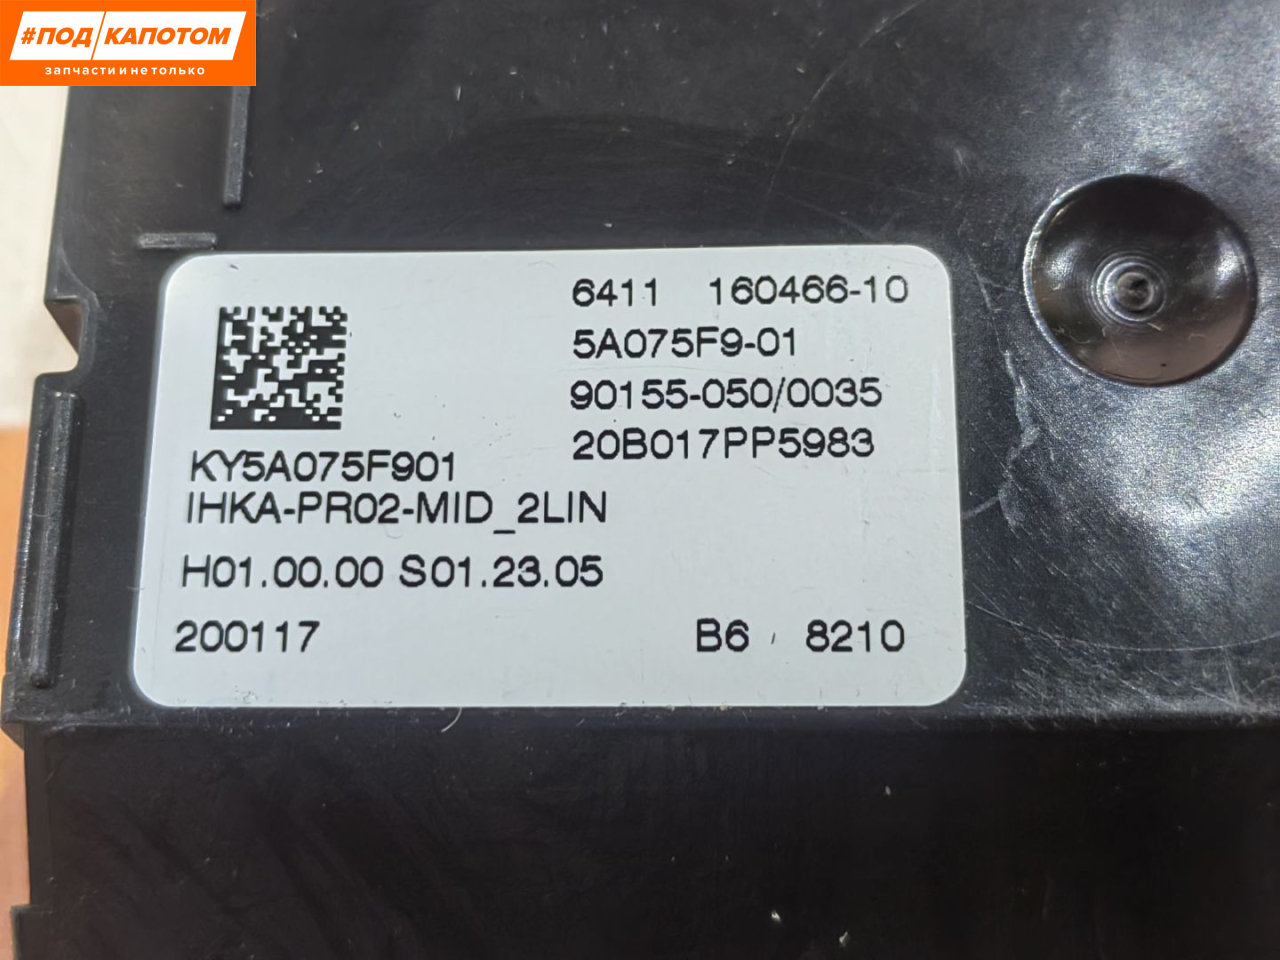 #ПОД/КАПОТОМ
запчасти и не только
6411 160466-10
5A075F9-01
90155-050/0035
20B017PP5983
KY5A075F901
IHKA-PR02-MID_2LIN
H01.00.00 S01.23.05
200117 B6 8210